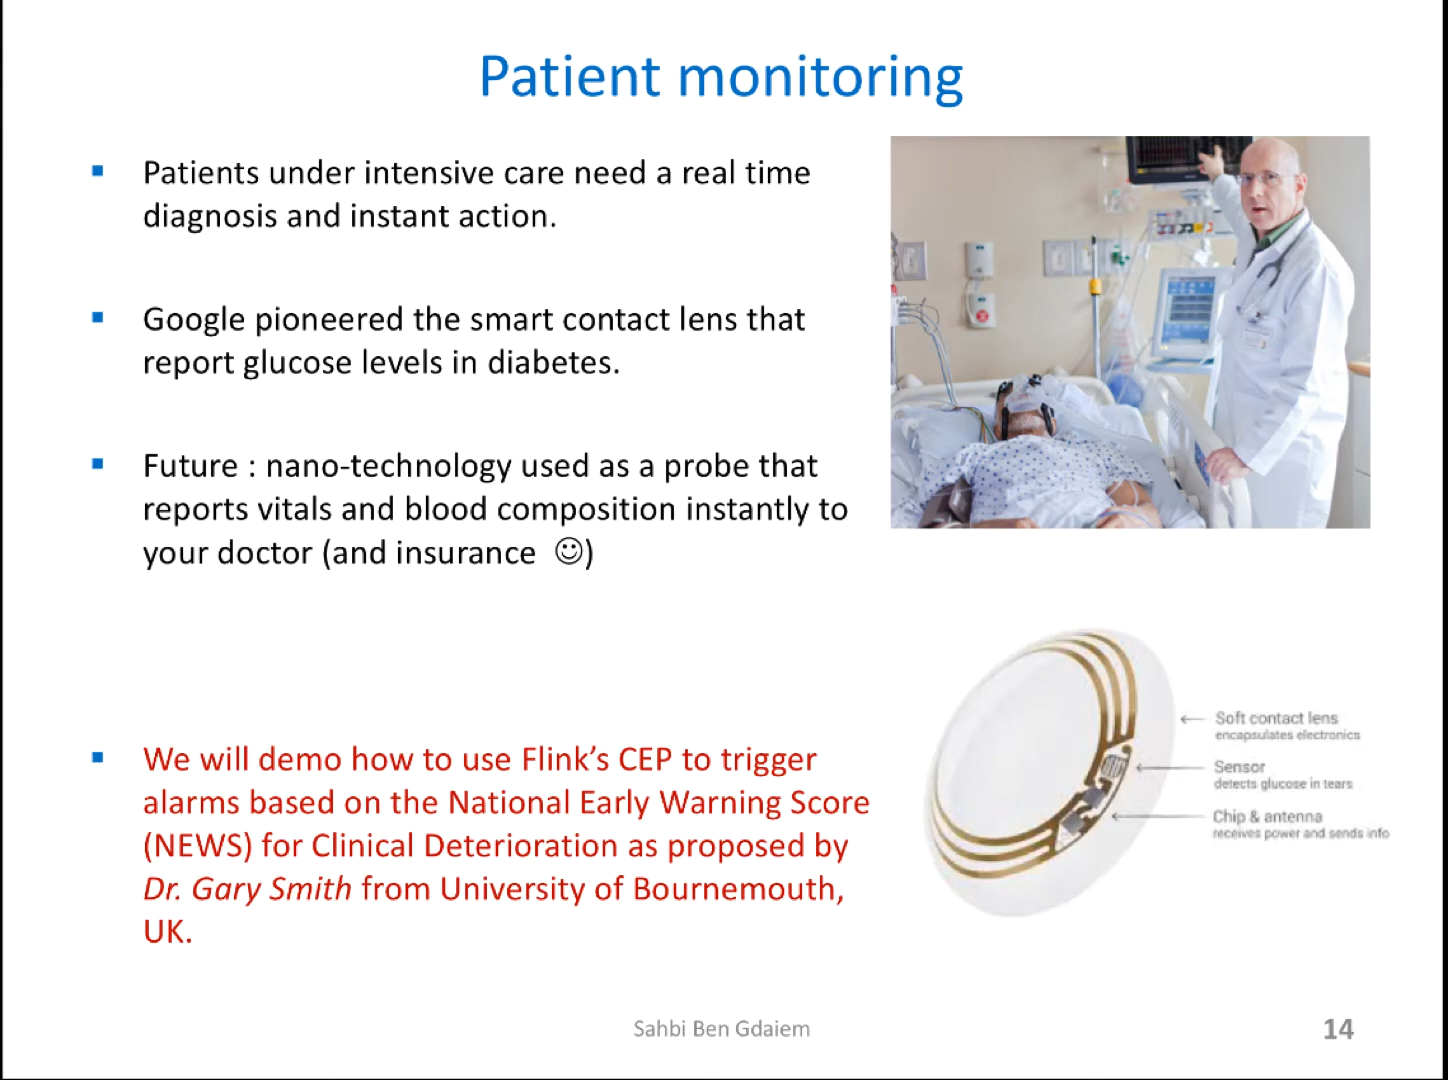 Patient monitoring
Patients under intensive care need a real time
diagnosis and instant action.
Google pioneered the smart contact lens that
report glucose levels in diabetes.
Future : nano-technology used as a probe that
reports vitals and blood composition instantly to
your doctor (and insurance ☺)
We will demo how to use Flink’s CEP to trigger
alarms based on the National Early Warning Score
(NEWS) for Clinical Deterioration as proposed by
Dr. Gary Smith from University of Bournemouth,
UK.
Soft contact lens
encapsulates electronics
Sensor
detects glucose in tears
Chip & antenna
receives power and sends info
Sahbi Ben Gdaiem
14